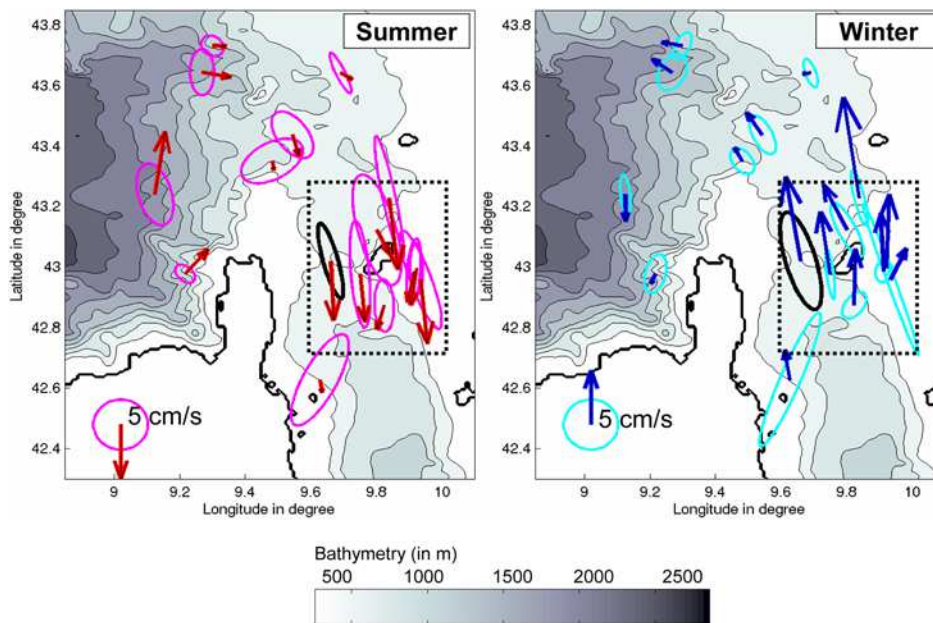 Summer
Winter
Latitude in degree
43.8
43.6
43.4
43.2
43
42.8
42.6
42.4
5 cm/s
9
9.2
9.4
9.6
9.8
10
Longitude in degree
Latitude in degree
43.8
43.6
43.4
43.2
43
42.8
42.6
42.4
5 cm/s
9
9.2
9.4
9.6
9.8
10
Longitude in degree
Bathymetry (in m)
500 1000 1500 2000 2500